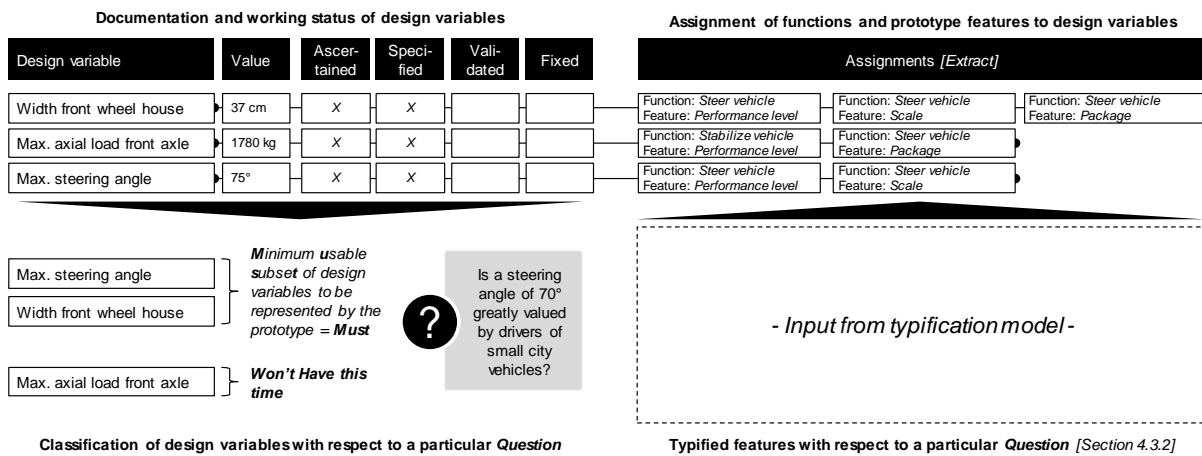 Documentation and working status of design variables
Assignment of functions and prototype features to design variables
Design variable
Value
Ascer-
tained
Speci-
fied
Vali-
dated
Fixed
Assignments [Extract]
Width front wheel house
37 cm
X
X
Function: Steer vehicle
Feature: Performance level
Function: Steer vehicle
Feature: Scale
Function: Steer vehicle
Feature: Package
Max. axial load front axle
1780 kg
X
X
Function: Stabilize vehicle
Feature: Performance level
Function: Steer vehicle
Feature: Package
Max. steering angle
75°
X
X
Function: Steer vehicle
Feature: Performance level
Function: Steer vehicle
Feature: Scale
Max. steering angle
Width front wheel house
Minimum usable
subset of design
variables to be
represented by the
prototype = Must
?
Is a steering
angle of 70°
greatly valued
by drivers of
small city
vehicles?
- Input from typification model -
Max. axial load front axle
Won't Have this
time
Classification of design variables with respect to a particular Question
Typified features with respect to a particular Question [Section 4.3.2]